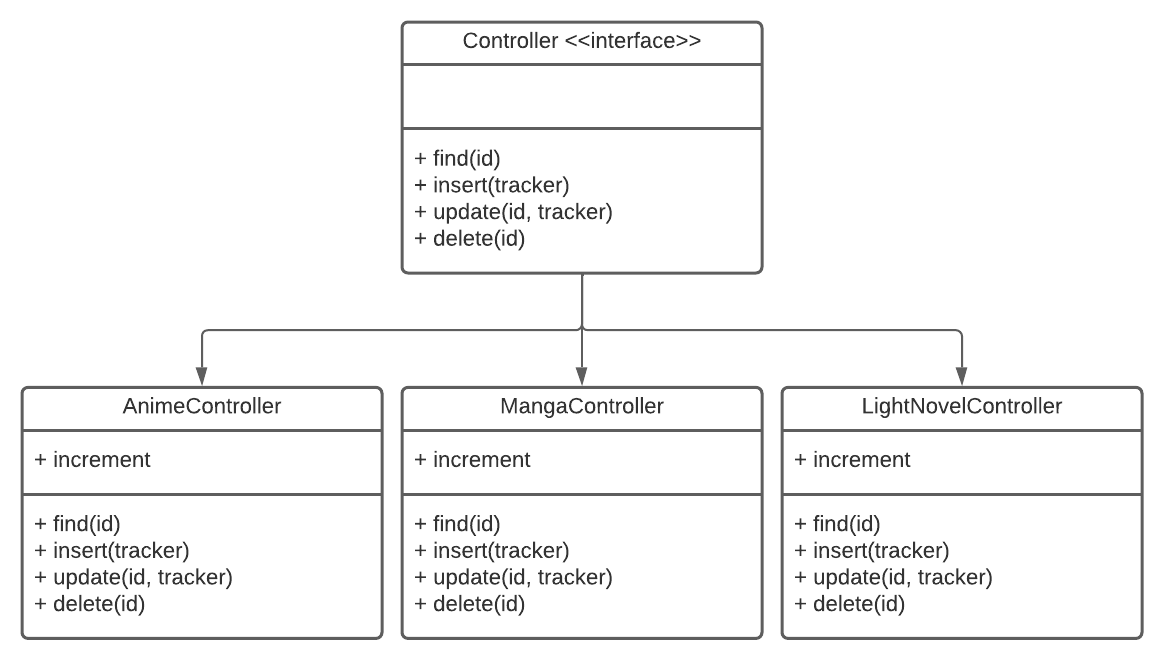 Controller <<interface>>
+ find(id)
+ insert(tracker)
+ update(id, tracker)
+ delete(id)
AnimeController
+ increment
+ find(id)
+ insert(tracker)
+ update(id, tracker)
+ delete(id)
MangaController
+ increment
+ find(id)
+ insert(tracker)
+ update(id, tracker)
+ delete(id)
LightNovelController
+ increment
+ find(id)
+ insert(tracker)
+ update(id, tracker)
+ delete(id)